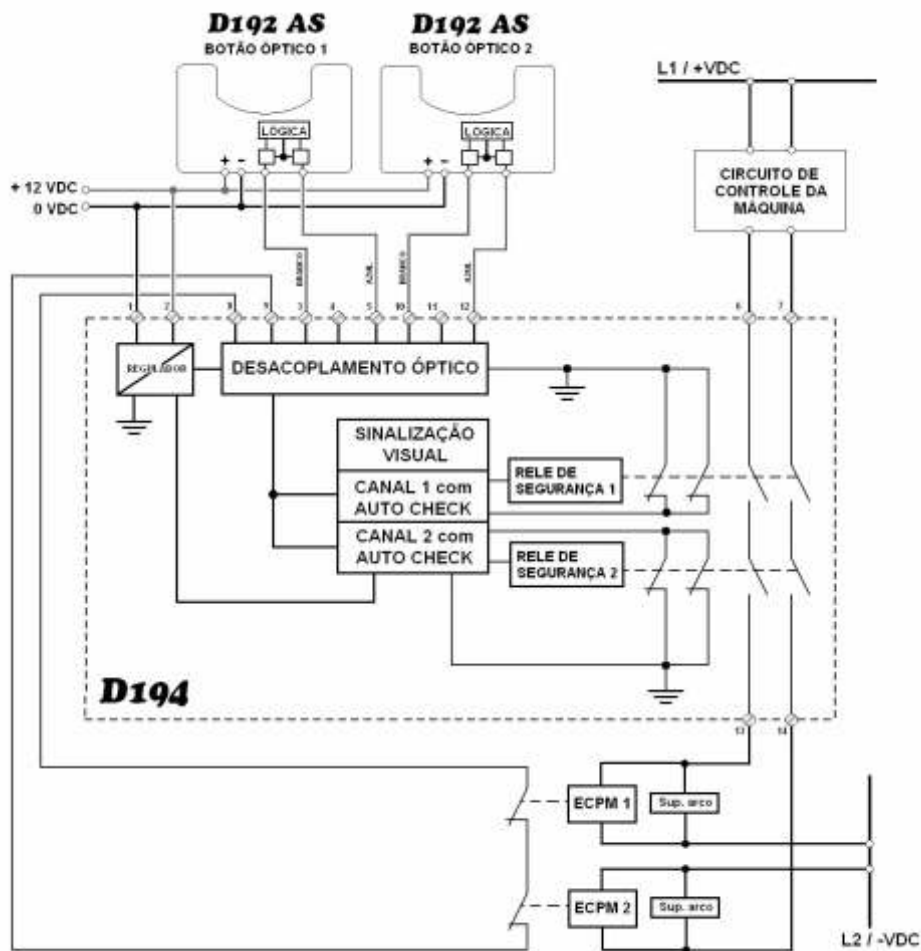 D192 AS
D192 AS
BOTÃO ÓPTICO 1
BOTÃO ÓPTICO 2
L1 / +VDC
LÓGICA
LÓGICA
+ -
+ -
CIRCUITO DE
CONTROLE DA
MÁQUINA
+ 12 VDC
0 VDC
BRANCO
AZUL
BRANCO
AZUL
1 2 8 9 3 4 5 10 11 12 6 7
REGULADOR
DESACOPLAMENTO ÓPTICO
SINALIZAÇÃO
VISUAL
CANAL 1 com
AUTO CHECK
RELE DE
SEGURANÇA 1
CANAL 2 com
AUTO CHECK
RELE DE
SEGURANÇA 2
D194
13 14
ECPM 1
Sup. arco
ECPM 2
Sup. arco
L2 / -VDC